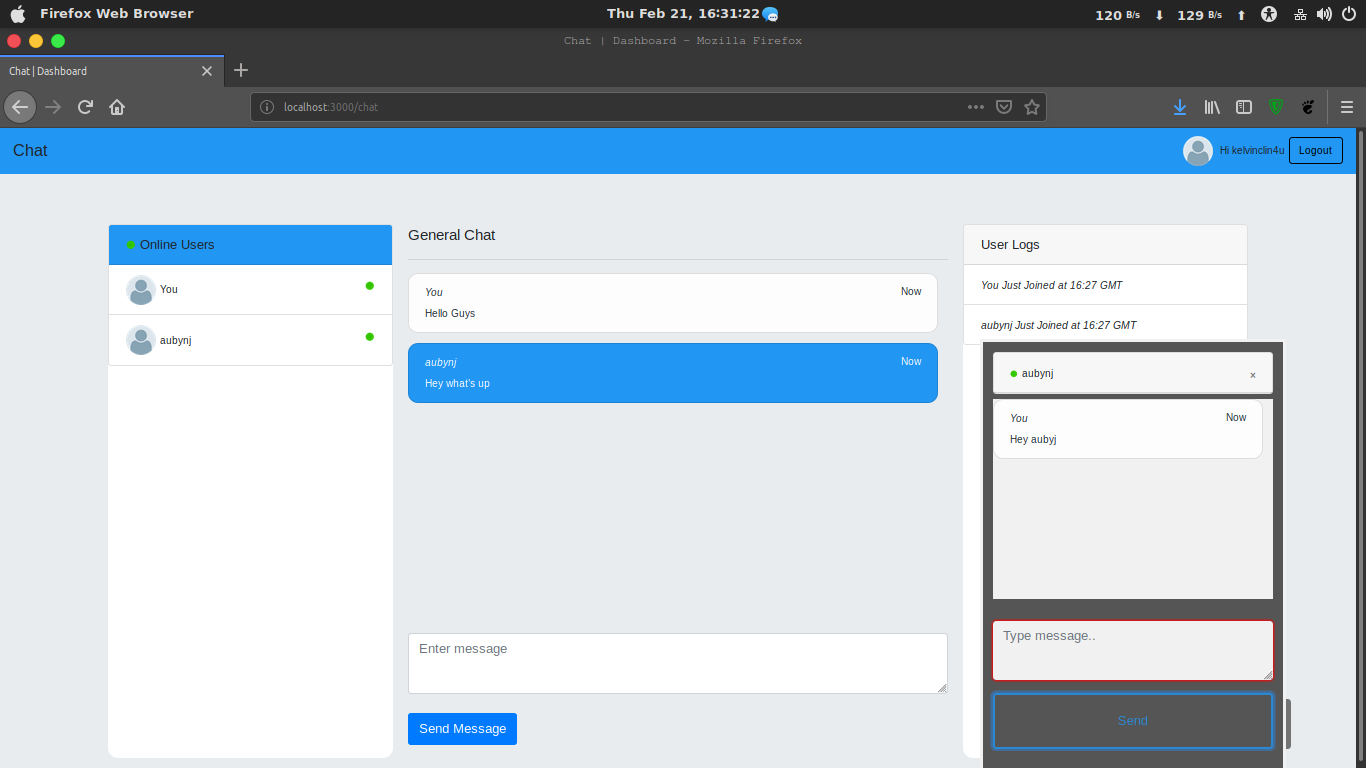 Firefox Web Browser
Thu Feb 21, 16:31:22
120 B/s ⬇ 129 B/s ⬆
Chat | Dashboard - Mozilla Firefox
Chat | Dashboard
localhost:3000/chat
Chat
Hi kelvinclin4u
Logout
Online Users
You
aubynj
General Chat
You
Now
Hello Guys
aubynj
Now
Hey what's up
Enter message
Send Message
User Logs
You Just Joined at 16:27 GMT
aubynj Just Joined at 16:27 GMT
aubynj
×
You
Now
Hey aubyj
Type message..
Send